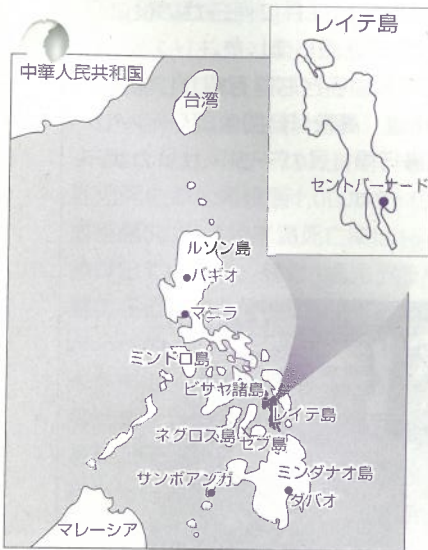 レイテ島
中華人民共和国
台湾
セントバーナード
ルソン島
バギオ
マニラ
ミンドロ島
ビサヤ諸島
レイテ島
ネグロス島
セブ島
サンボアンガ
ミンダナオ島
ダバオ
マレーシア